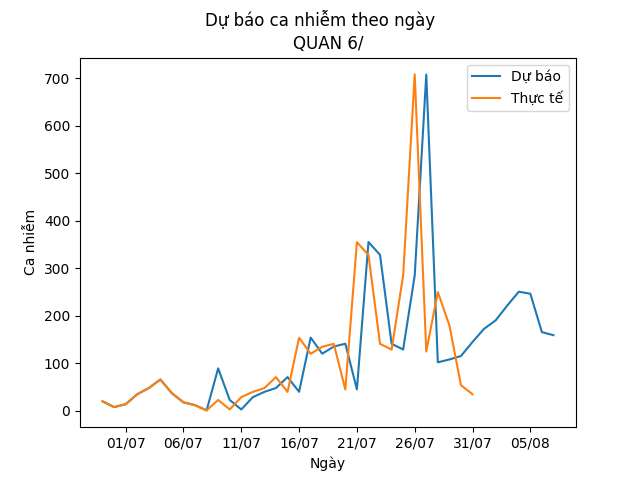 Dự báo ca nhiễm theo ngày
QUAN 6/
Dự báo
Thực tế
Ca nhiễm
700
600
500
400
300
200
100
0
01/07 06/07 11/07 16/07 21/07 26/07 31/07 05/08
Ngày